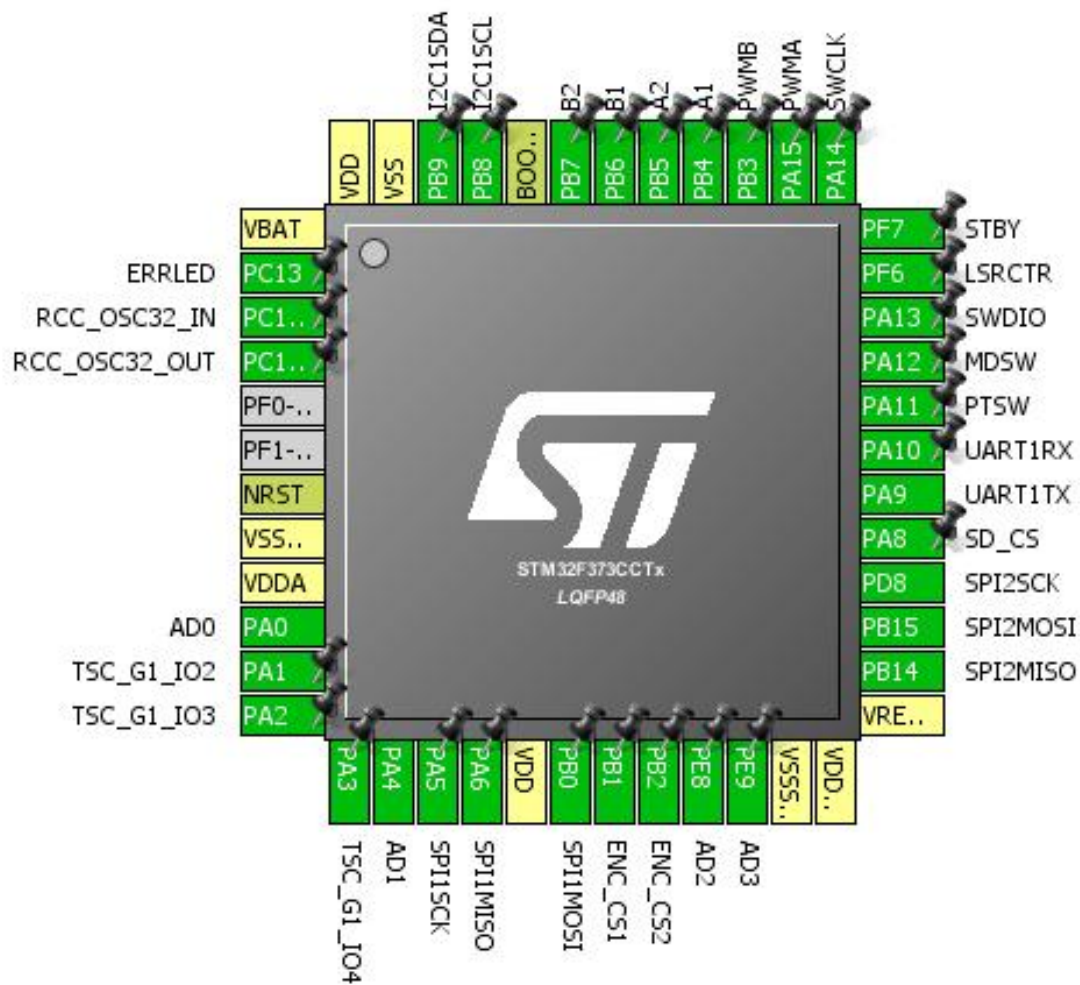 I2C1SDA
I2C1SCL
B2
B1
A2
A1
PWMB
PWMA
SWCLK
VDD
VSS
PB9
PB8
BOO..
PB7
PB6
PB5
PB4
PB3
PA15
PA14
VBAT
ERRLED PC13
RCC_OSC32_IN PC1..
RCC_OSC32_OUT PC1..
PF0-..
PF1-..
NRST
VSS..
VDDA
AD0 PA0
TSC_G1_IO2 PA1
TSC_G1_IO3 PA2
PF7 STBY
PF6 LSRCTR
PA13 SWDIO
PA12 MDSW
PA11 PTSW
PA10 UART1RX
PA9 UART1TX
PA8 SD_CS
PD8 SPI2SCK
PB15 SPI2MOSI
PB14 SPI2MISO
VRE..
ST
STM32F373CCTx
LQFP48
PA3
PA4
PA5
PA6
VDD
PB0
PB1
PB2
PE8
PE9
VSSS..
VDD..
TSC_G1_IO4
AD1
SPI1SCK
SPI1MISO
SPI1MOSI
ENC_CS1
ENC_CS2
AD2
AD3